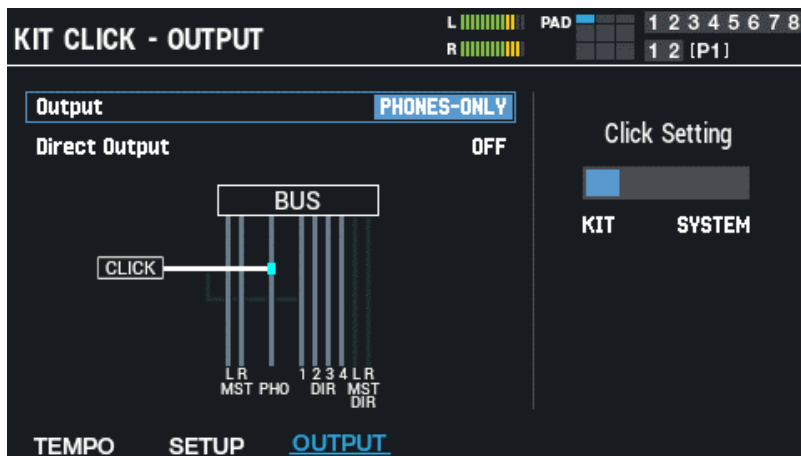 KIT CLICK - OUTPUT
L
R
PAD
1 2 3 4 5 6 7 8
1 2 [P1]
Output PHONES-ONLY
Direct Output OFF
BUS
CLICK
L R 1 2 3 4 L R
MST PHO DIR MST
DIR
Click Setting
KIT SYSTEM
TEMPO SETUP OUTPUT